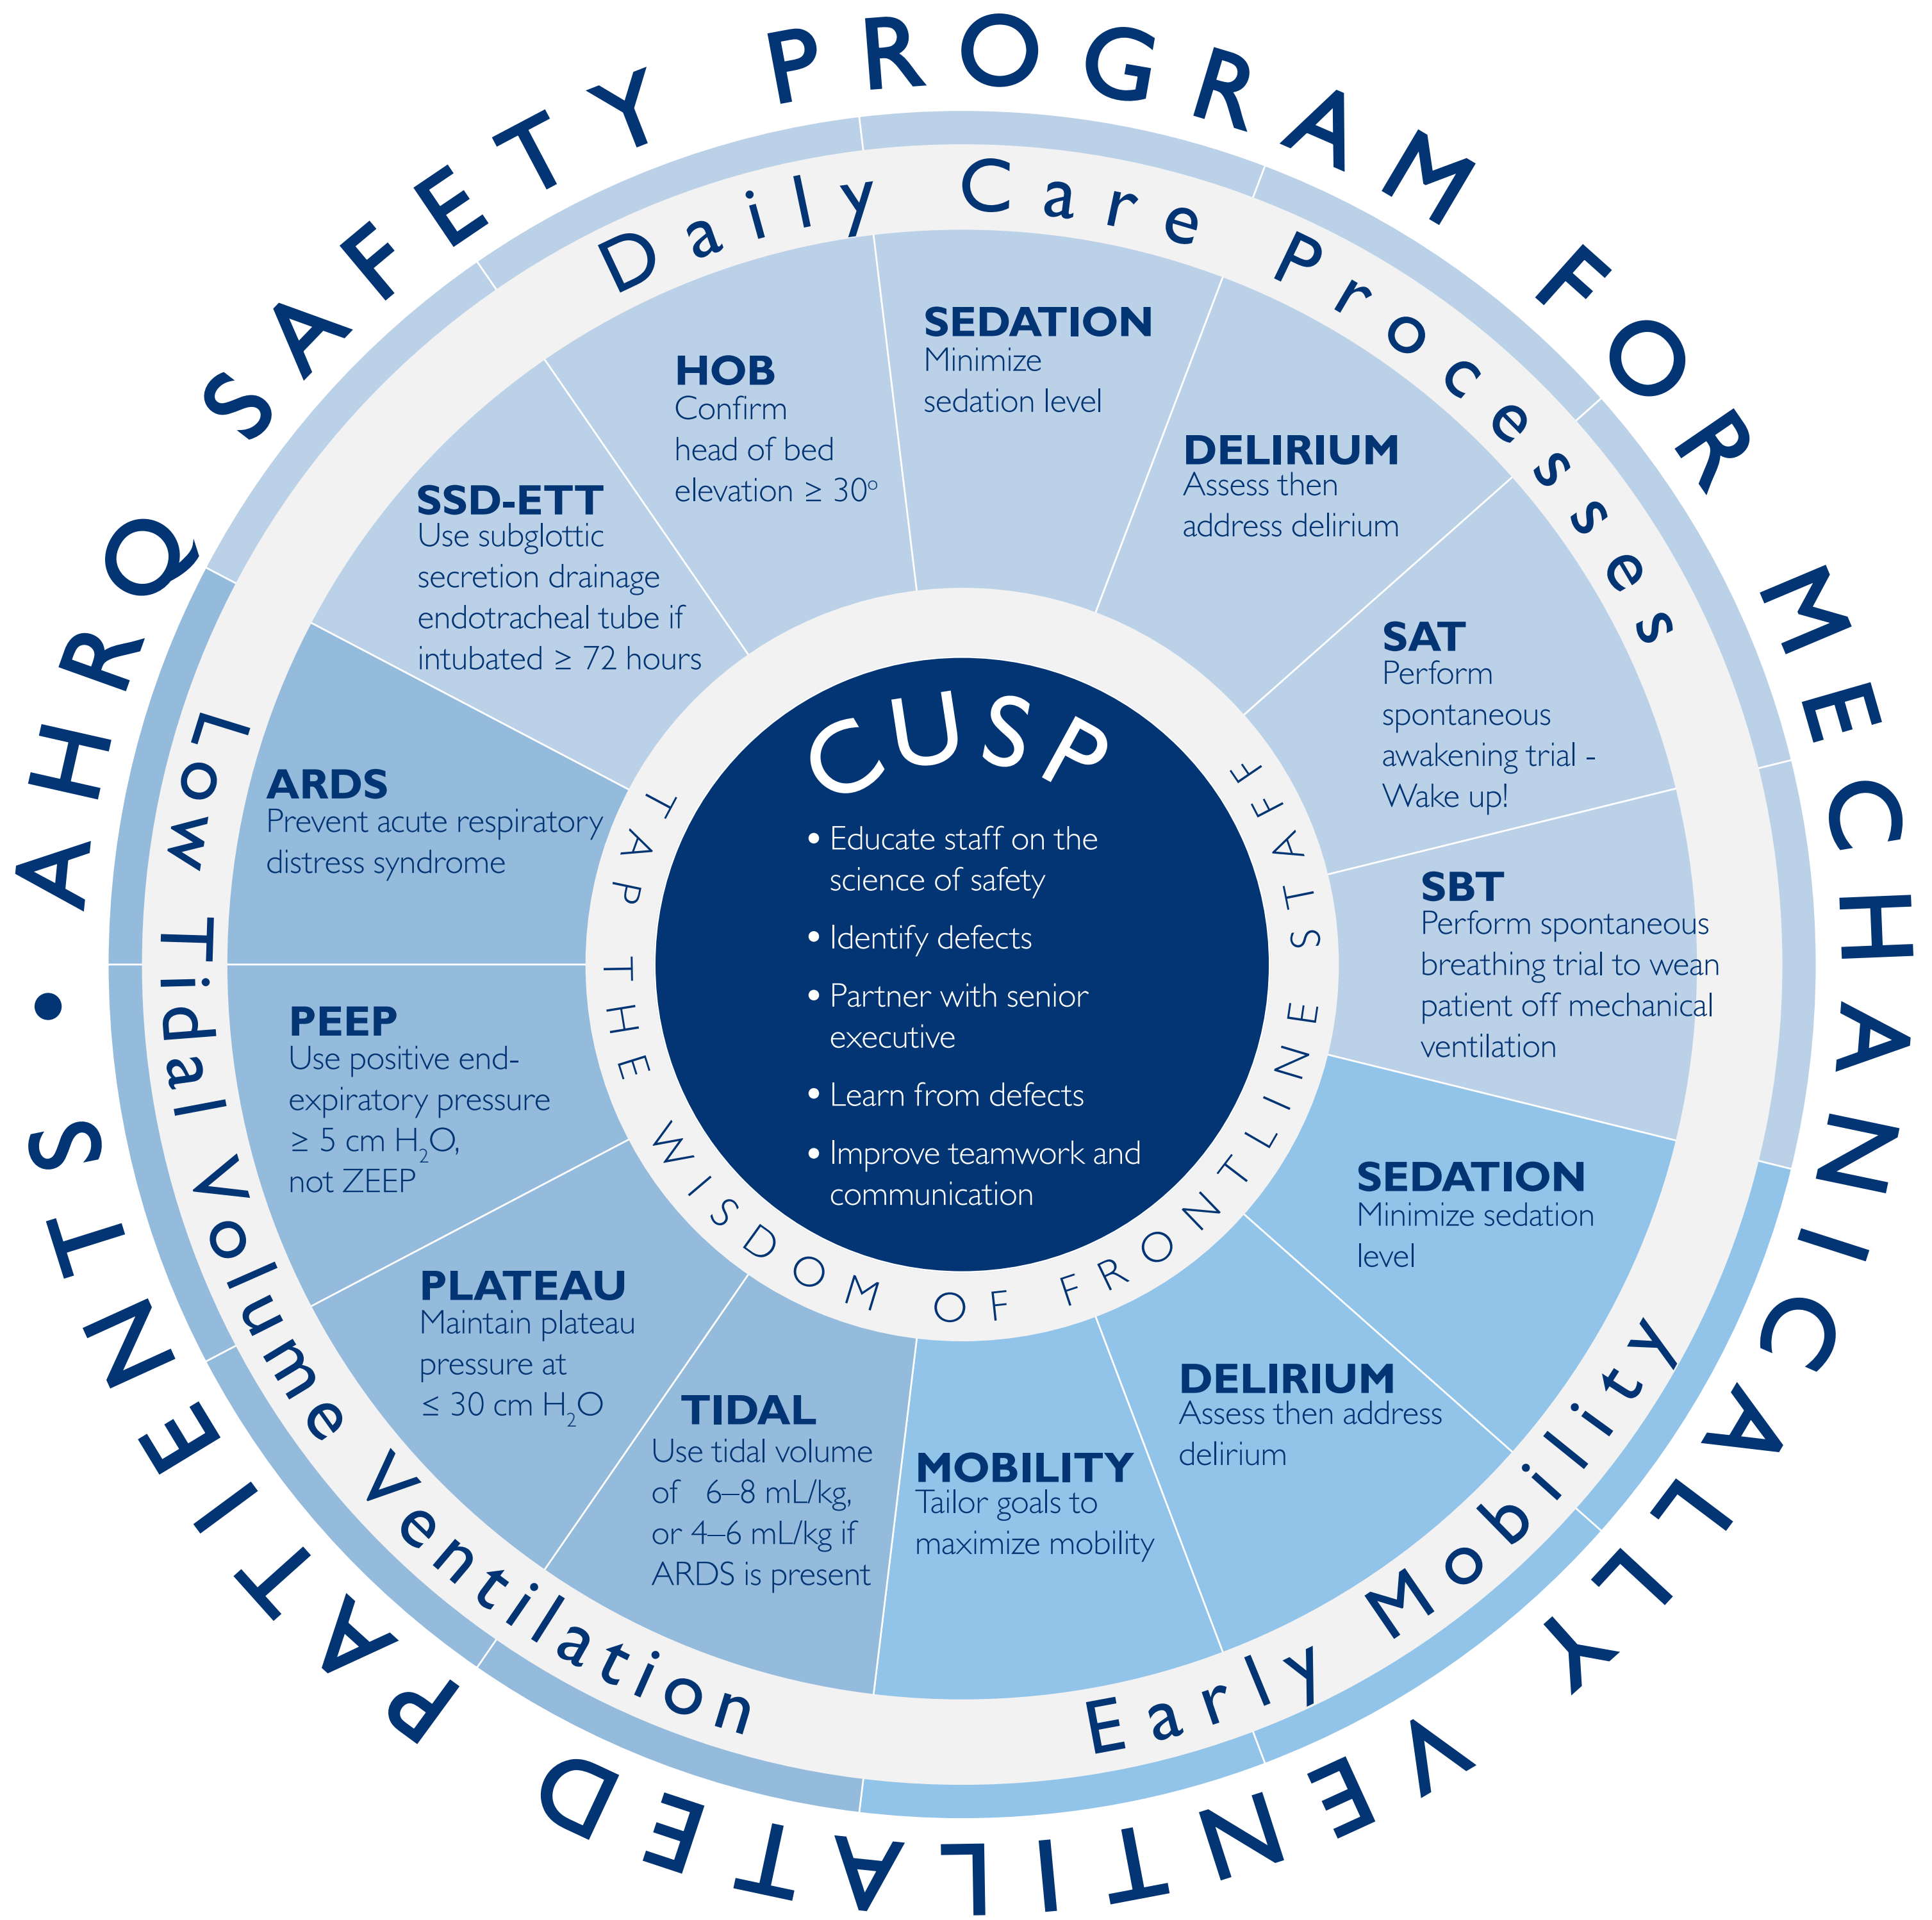 • AHRQ SAFETY PROGRAM FOR MECHANICALLY VENTILATED PATIENTS
Daily Care Processes
SSD-ETT
Use subglottic
secretion drainage
endotracheal tube if
intubated ≥ 72 hours
HOB
Confirm
head of bed
elevation ≥ 30°
SEDATION
Minimize
sedation level
DELIRIUM
Assess then
address delirium
SAT
Perform
spontaneous
awakening trial -
Wake up!
SBT
Perform spontaneous
breathing trial to wean
patient off mechanical
ventilation
Early Mobility
SEDATION
Minimize sedation
level
DELIRIUM
Assess then address
delirium
MOBILITY
Tailor goals to
maximize mobility
Low Tidal Volume Ventilation
TIDAL
Use tidal volume
of 6–8 mL/kg,
or 4–6 mL/kg if
ARDS is present
PLATEAU
Maintain plateau
pressure at
≤ 30 cm H₂O
PEEP
Use positive end-
expiratory pressure
≥ 5 cm H₂O,
not ZEEP
ARDS
Prevent acute respiratory
distress syndrome
TAP THE WISDOM OF FRONTLINE STAFF
CUSP
• Educate staff on the
science of safety
• Identify defects
• Partner with senior
executive
• Learn from defects
• Improve teamwork and
communication